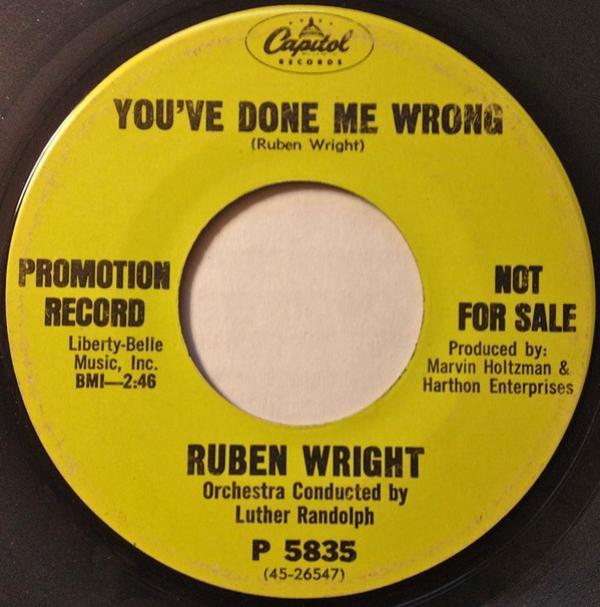 Capitol
RECORDS
YOU'VE DONE ME WRONG
(Ruben Wright)
PROMOTION
RECORD
Liberty-Belle
Music, Inc.
BMI—2:46
NOT
FOR SALE
Produced by:
Marvin Holtzman &
Harthon Enterprises
RUBEN WRIGHT
Orchestra Conducted by
Luther Randolph
P 5835
(45-26547)